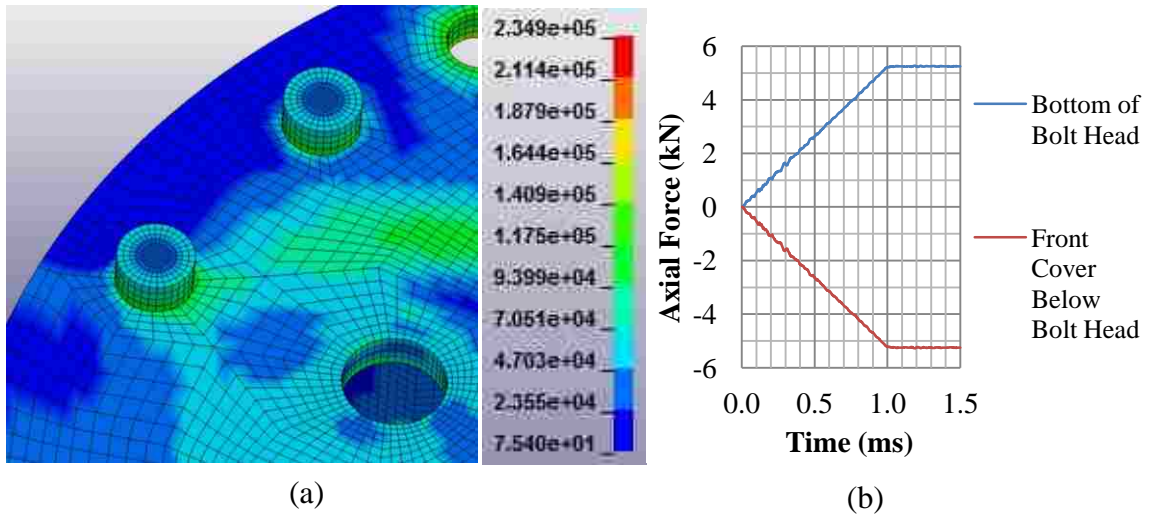 2.349e+05
2.114e+05
1.879e+05
1.644e+05
1.409e+05
1.175e+05
9.399e+04
7.051e+04
4.703e+04
2.355e+04
7.540e+01
(a)
6
4
2
0
-2
-4
-6
Axial Force (kN)
0.0 0.5 1.0 1.5
Time (ms)
Bottom of
Bolt Head
Front
Cover
Below
Bolt Head
(b)